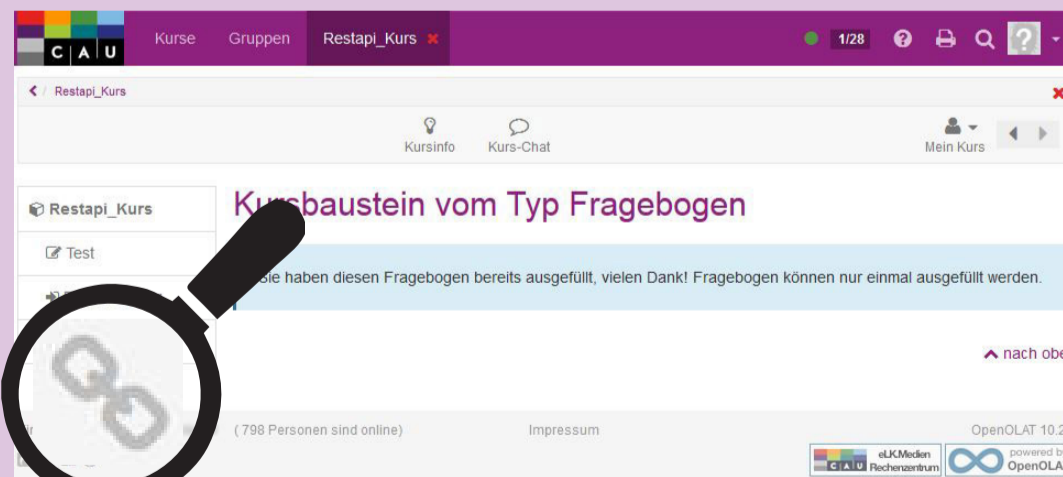 C A U
Kurse Gruppen Restapi_Kurs
1/28
/ Restapi_Kurs
Kursinfo Kurs-Chat Mein Kurs
Restapi_Kurs
Kursbaustein vom Typ Fragebogen
Test
Sie haben diesen Fragebogen bereits ausgefüllt, vielen Dank! Fragebogen können nur einmal ausgefüllt werden.
nach obe
( 798 Personen sind online) Impressum OpenOLAT 10.2
C A U eLK.Medien Rechenzentrum
powered by OpenOLA